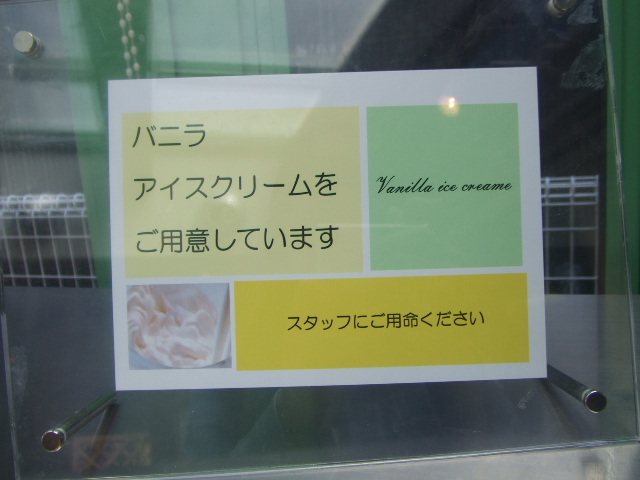 バニラ
アイスクリームを
ご用意しています
Vanilla ice creame
スタッフにご用命ください